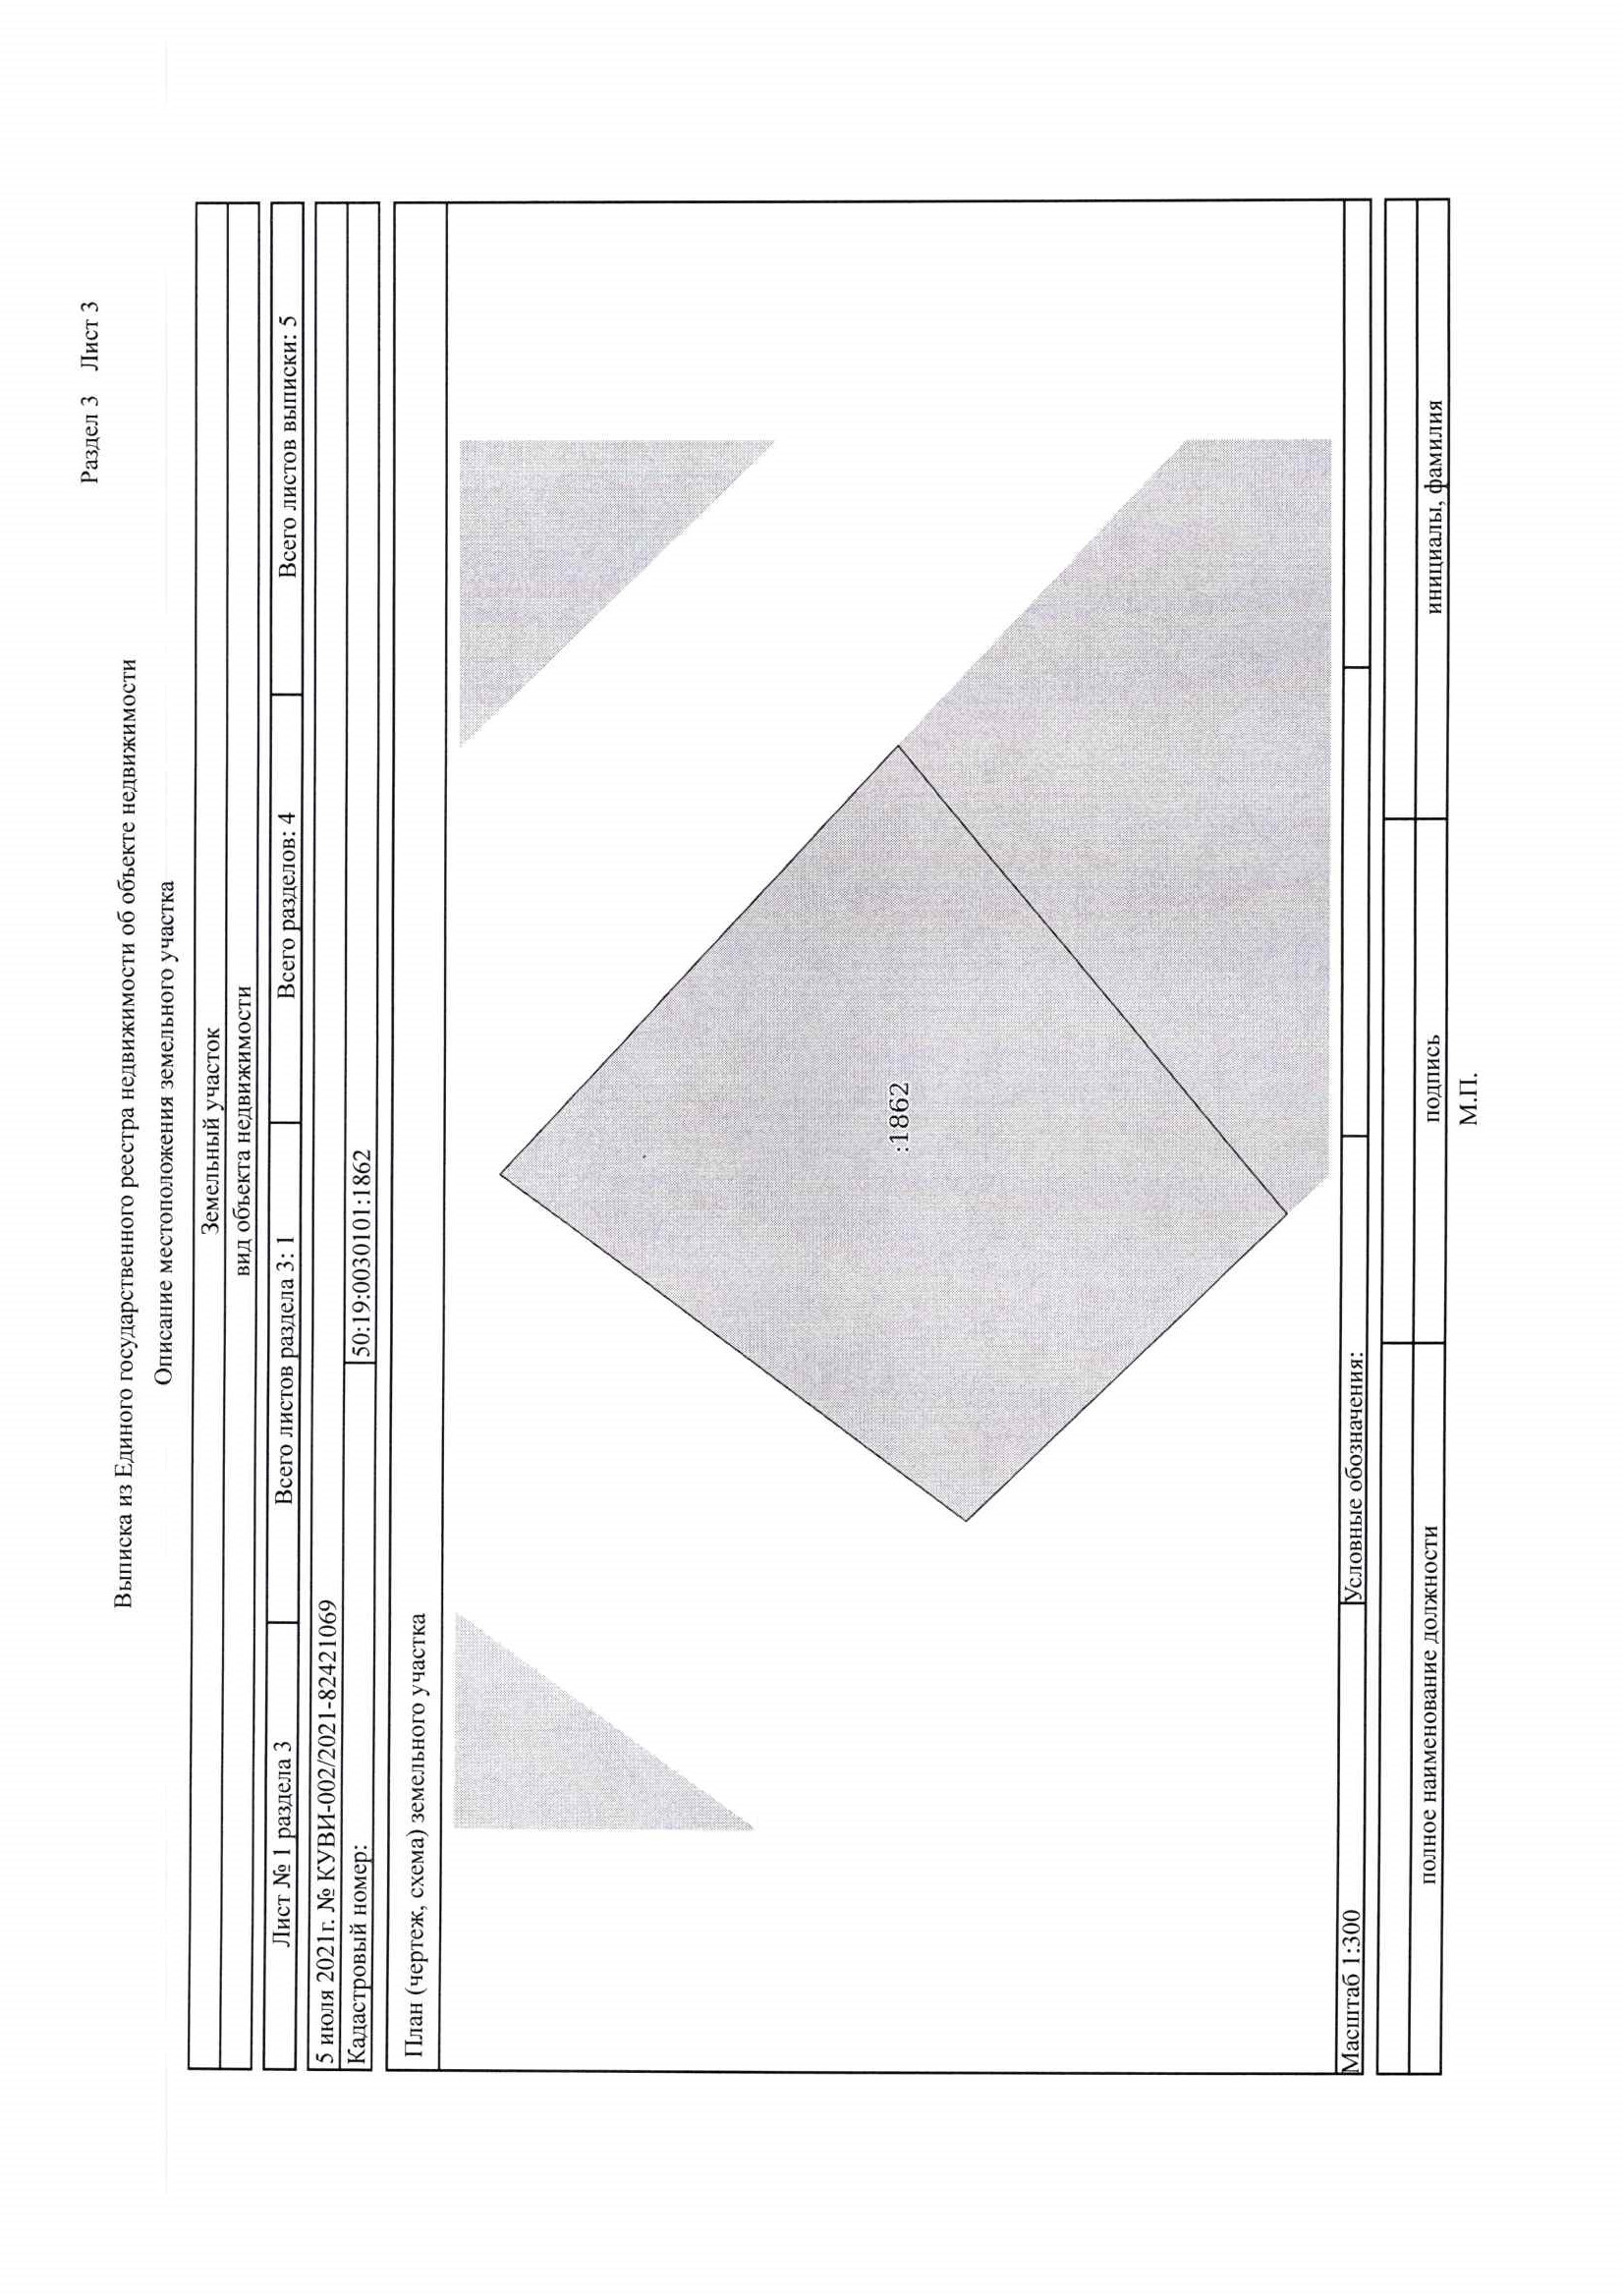 Раздел 3 Лист 3
Выписка из Единого государственного реестра недвижимости об объекте недвижимости
Описание местоположения земельного участка
Земельный участок
вид объекта недвижимости
Лист № 1 раздела 3 Всего листов раздела 3: 1 Всего разделов: 4 Всего листов выписки: 5
5 июля 2021г. № КУВИ-002/2021-82421069
Кадастровый номер: 50:19:0030101:1862
План (чертеж, схема) земельного участка
:1862
Масштаб 1:300 Условные обозначения:
полное наименование должности подпись инициалы, фамилия
М.П.